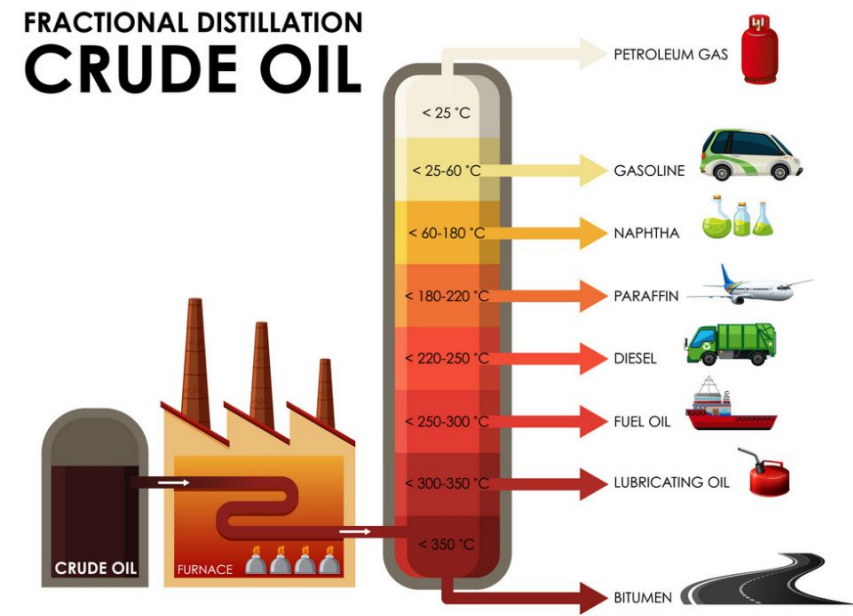 FRACTIONAL DISTILLATION
CRUDE OIL
PETROLEUM GAS
< 25 °C
< 25-60 °C
GASOLINE
< 60-180 °C
NAPHTHA
< 180-220 °C
PARAFFIN
< 220-250 °C
DIESEL
< 250-300 °C
FUEL OIL
< 300-350 °C
LUBRICATING OIL
< 350 °C
CRUDE OIL
FURNACE
BITUMEN